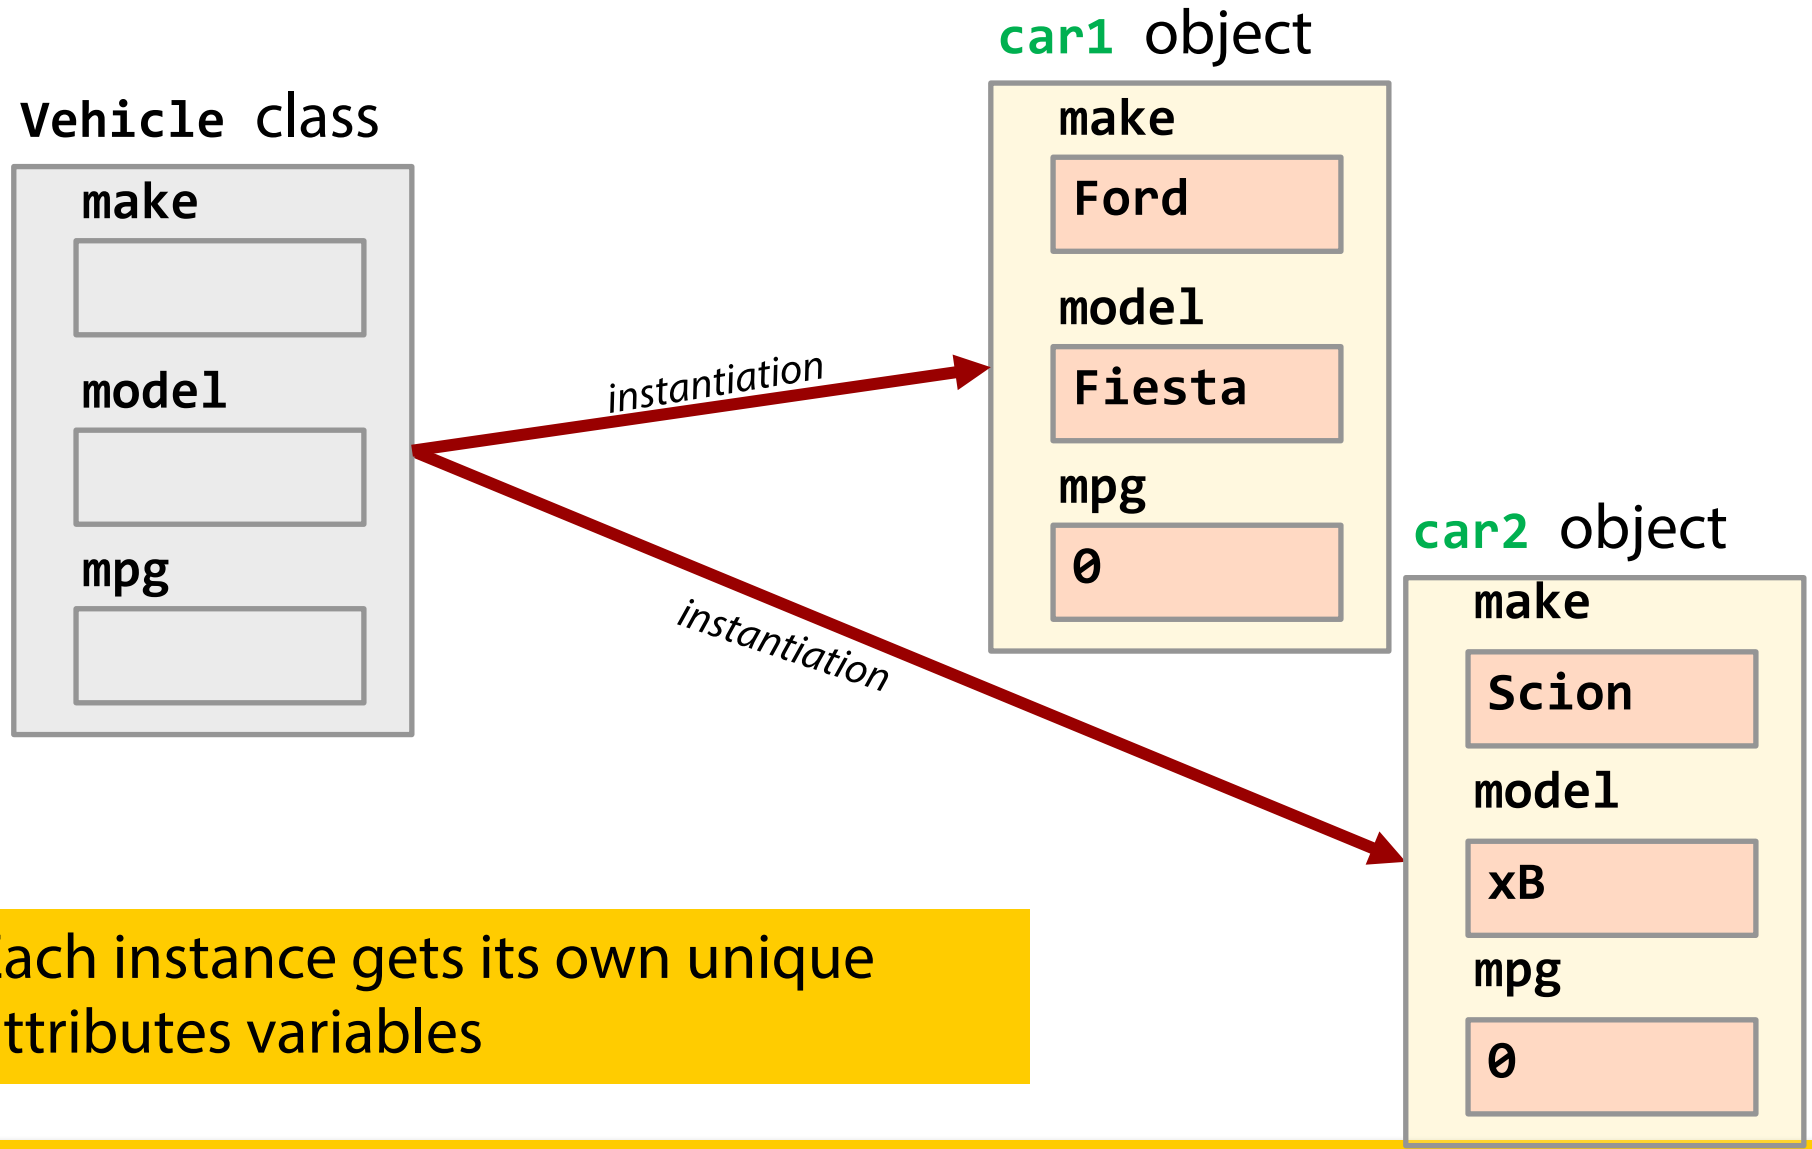 Vehicle class
make
model
mpg
instantiation
instantiation
car1 object
make
Ford
model
Fiesta
mpg
0
car2 object
make
Scion
model
xB
mpg
0
Each instance gets its own unique
ttributes variables